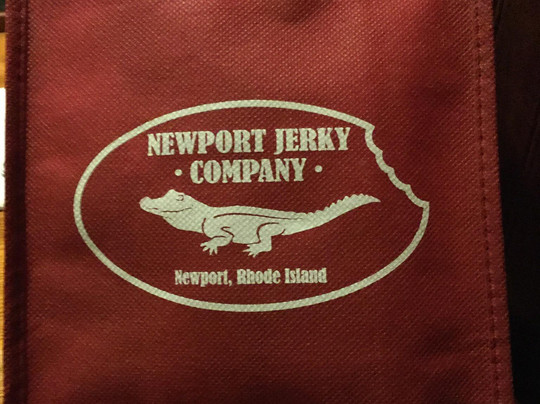 NEWPORT JERKY
• COMPANY •
Newport, Rhode Island